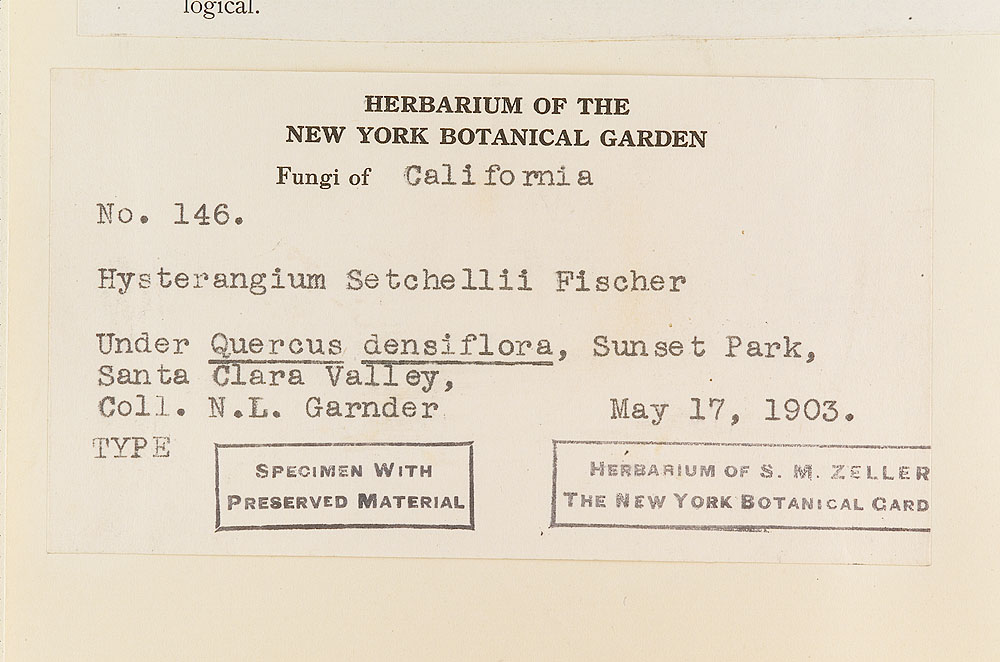 logical.
HERBARIUM OF THE
NEW YORK BOTANICAL GARDEN
Fungi of California
No. 146.
Hysterangium Setchellii Fischer
Under Quercus densiflora, Sunset Park,
Santa Clara Valley,
Coll. N.L. Garnder May 17, 1903.
TYPE
SPECIMEN WITH
PRESERVED MATERIAL
HERBARIUM OF S. M. ZELLER
THE NEW YORK BOTANICAL GARD